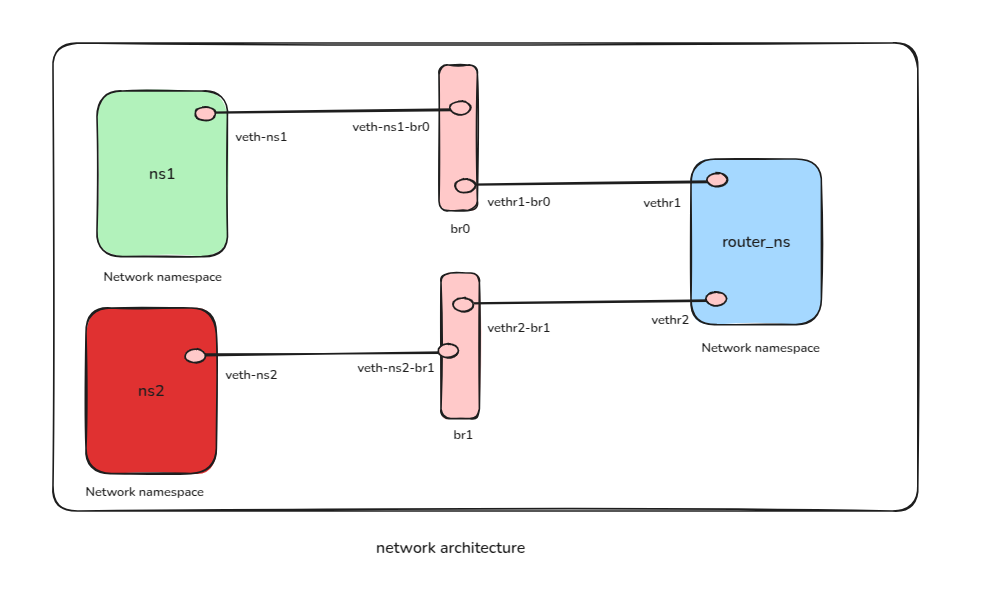 veth-ns1-br0
veth-ns1
ns1
vethr1-br0
vethr1
br0
router_ns
Network namespace
vethr2-br1
vethr2
Network namespace
veth-ns2-br1
veth-ns2
ns2
br1
Network namespace
network architecture